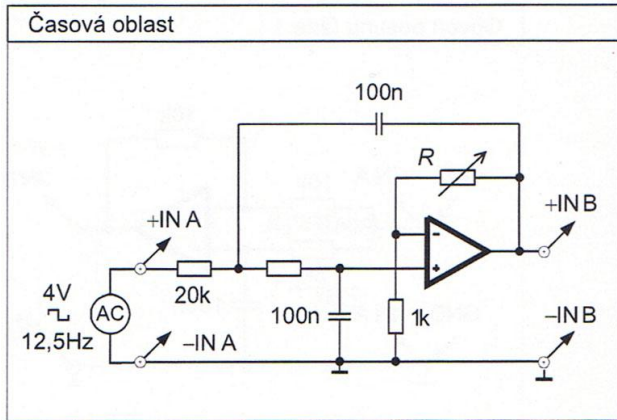 Časová oblast
100n
R
+IN A
+IN B
20k
4V
AC
100n
1k
12,5Hz
–IN A
–IN B